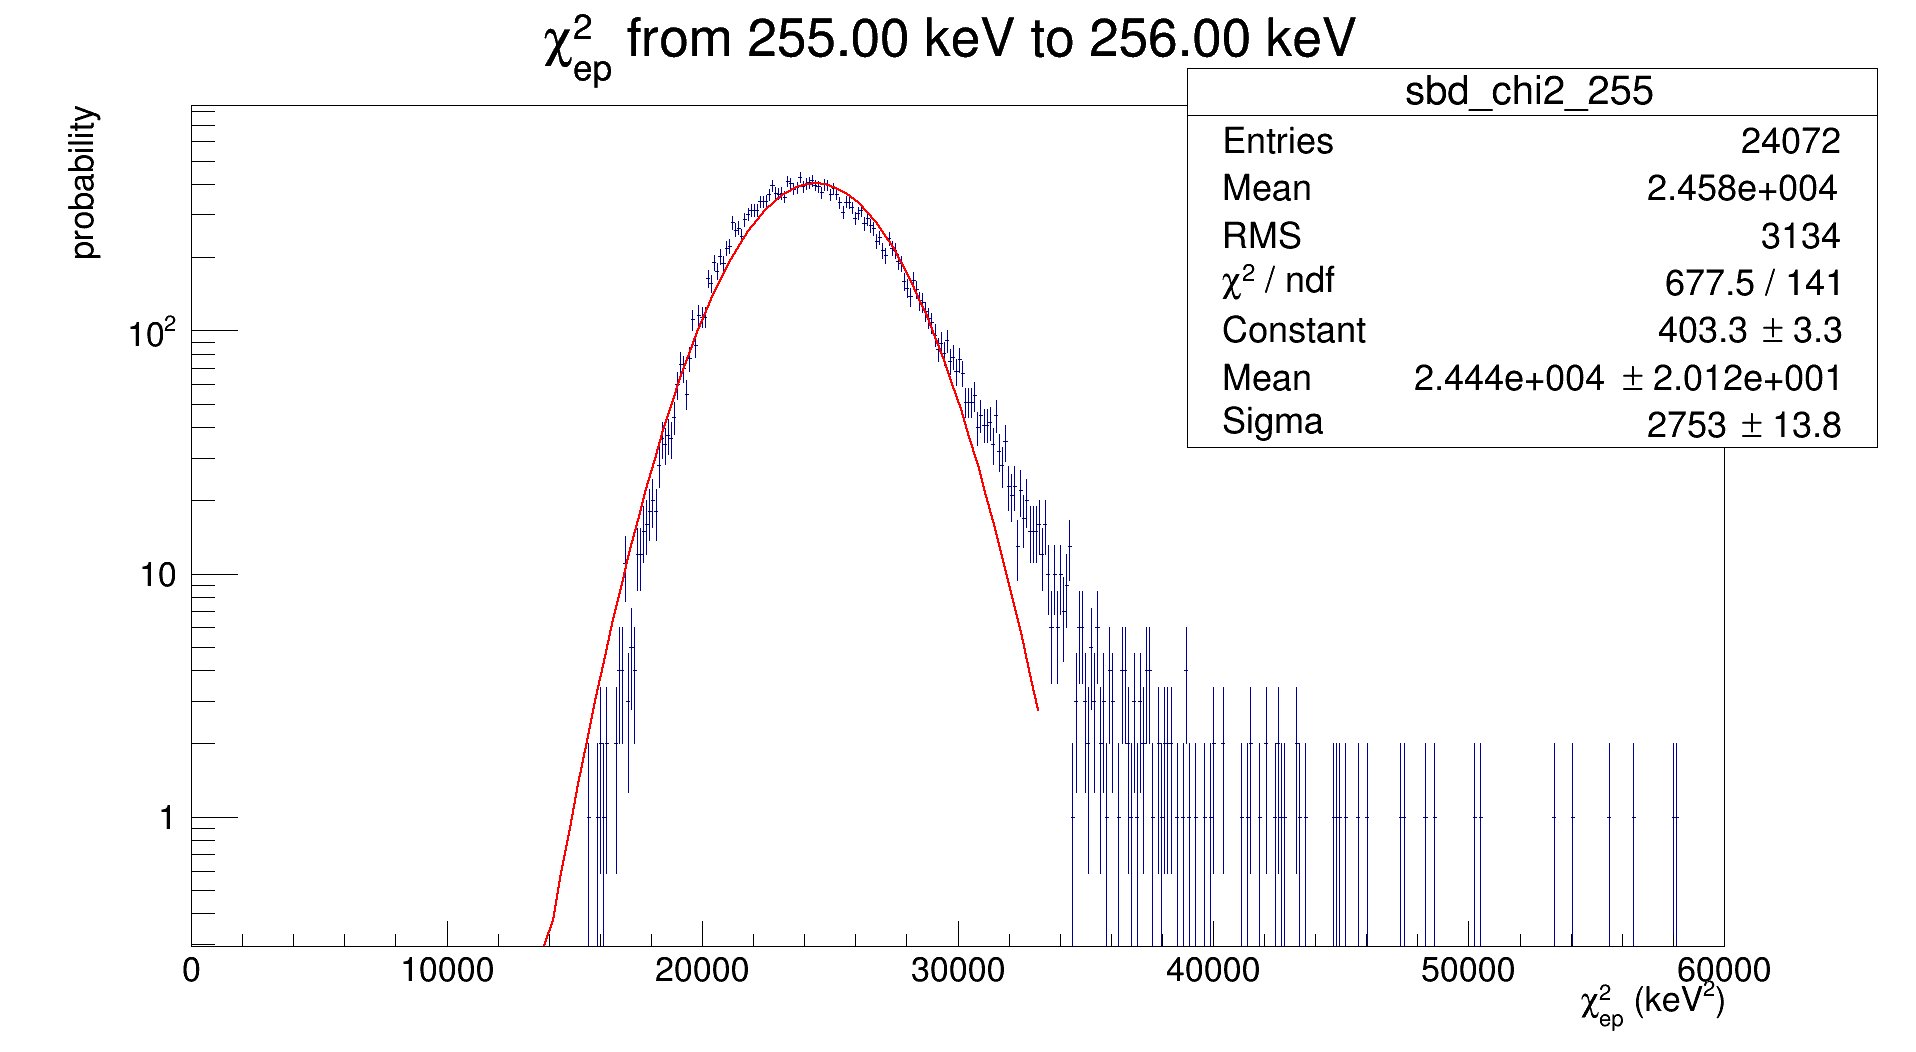 χ²ep from 255.00 keV to 256.00 keV
sbd_chi2_255
Entries 24072
Mean 2.458e+004
RMS 3134
χ² / ndf 677.5 / 141
Constant 403.3 ± 3.3
Mean 2.444e+004 ± 2.012e+001
Sigma 2753 ± 13.8
probability
10²
10
1
0 10000 20000 30000 40000 50000 60000
χ²ep (keV²)